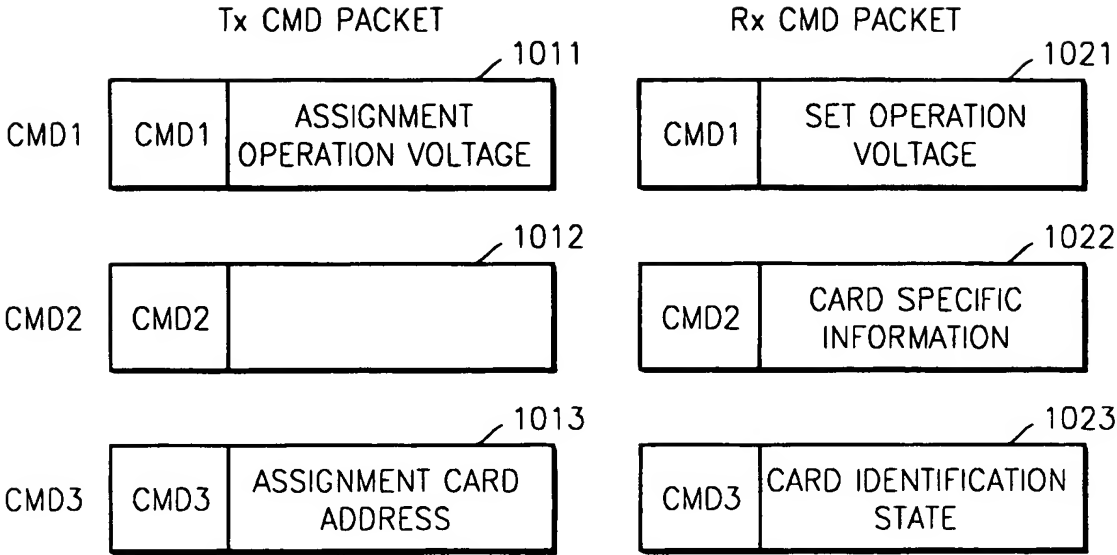 Tx CMD PACKET
Rx CMD PACKET
1011
1021
CMD1
CMD1
ASSIGNMENT
OPERATION VOLTAGE
CMD1
SET OPERATION
VOLTAGE
1012
1022
CMD2
CMD2
CMD2
CARD SPECIFIC
INFORMATION
1013
1023
CMD3
CMD3
ASSIGNMENT CARD
ADDRESS
CMD3
CARD IDENTIFICATION
STATE